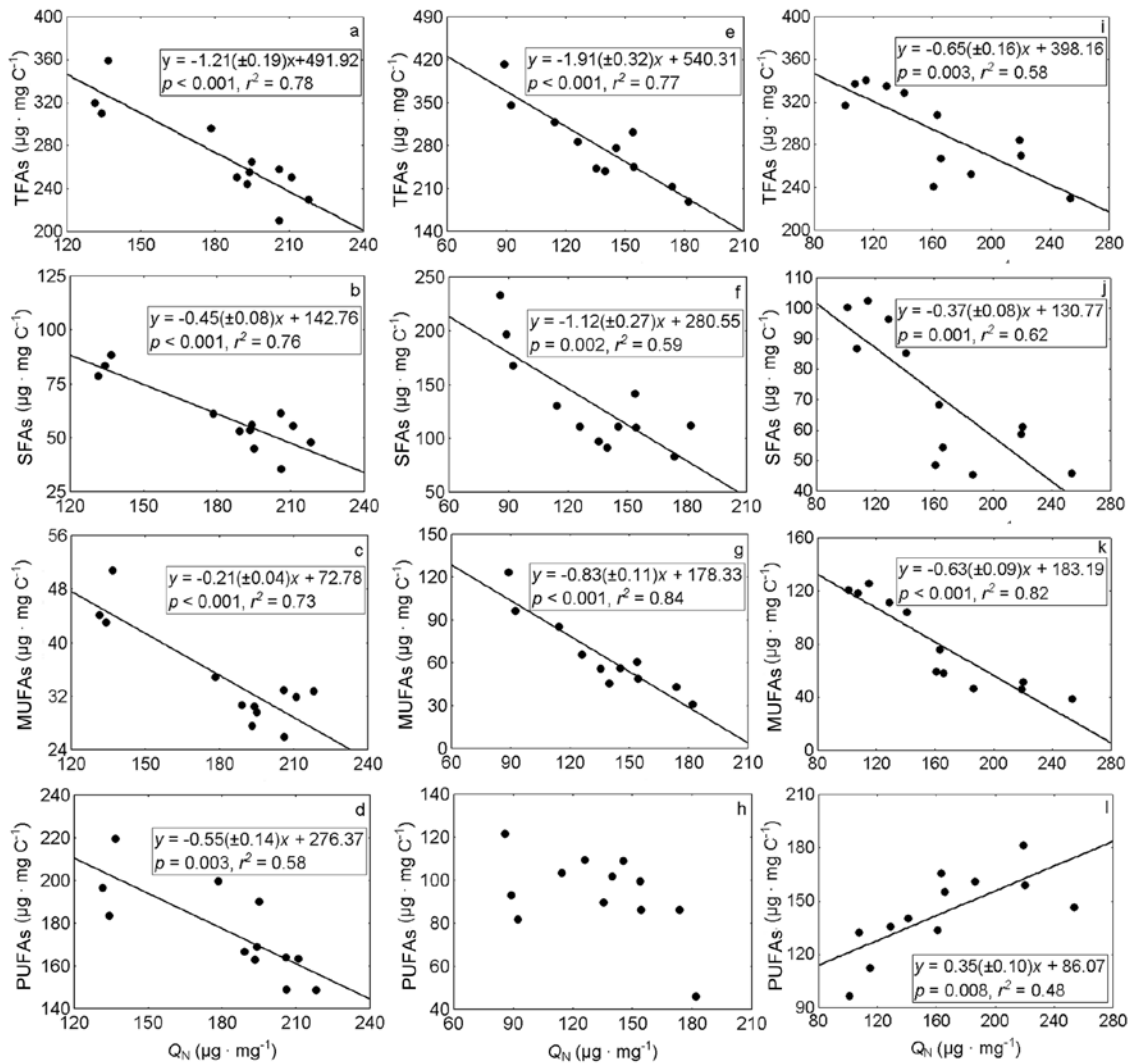 a
y = -1.21(±0.19)x+491.92
p < 0.001, r² = 0.78
TFAs (µg · mg C⁻¹)
400
360
320
280
240
200
120 150 180 210 240
e
y = -1.91(±0.32)x + 540.31
p < 0.001, r² = 0.77
TFAs (µg · mg C⁻¹)
490
420
350
280
210
140
60 90 120 150 180 210
i
y = -0.65(±0.16)x + 398.16
p = 0.003, r² = 0.58
TFAs (µg · mg C⁻¹)
400
360
320
280
240
200
80 120 160 200 240 280
b
y = -0.45(±0.08)x + 142.76
p < 0.001, r² = 0.76
SFAs (µg · mg C⁻¹)
125
100
75
50
25
120 150 180 210 240
f
y = -1.12(±0.27)x + 280.55
p = 0.002, r² = 0.59
SFAs (µg · mg C⁻¹)
250
200
150
100
50
60 90 120 150 180 210
j
y = -0.37(±0.08)x + 130.77
p = 0.001, r² = 0.62
SFAs (µg · mg C⁻¹)
110
100
90
80
70
60
50
40
80 120 160 200 240 280
c
y = -0.21(±0.04)x + 72.78
p < 0.001, r² = 0.73
MUFAs (µg · mg C⁻¹)
56
48
40
32
24
120 150 180 210 240
g
y = -0.83(±0.11)x + 178.33
p < 0.001, r² = 0.84
MUFAs (µg · mg C⁻¹)
150
120
90
60
30
0
60 90 120 150 180 210
k
y = -0.63(±0.09)x + 183.19
p < 0.001, r² = 0.82
MUFAs (µg · mg C⁻¹)
160
120
80
40
0
80 120 160 200 240 280
d
y = -0.55(±0.14)x + 276.37
p = 0.003, r² = 0.58
PUFAs (µg · mg C⁻¹)
240
220
200
180
160
140
120 150 180 210 240
Q_N (µg · mg⁻¹)
h
PUFAs (µg · mg C⁻¹)
140
120
100
80
60
40
60 90 120 150 180 210
Q_N (µg · mg⁻¹)
l
y = 0.35(±0.10)x + 86.07
p = 0.008, r² = 0.48
PUFAs (µg · mg C⁻¹)
210
180
150
120
90
80 120 160 200 240 280
Q_N (µg · mg⁻¹)